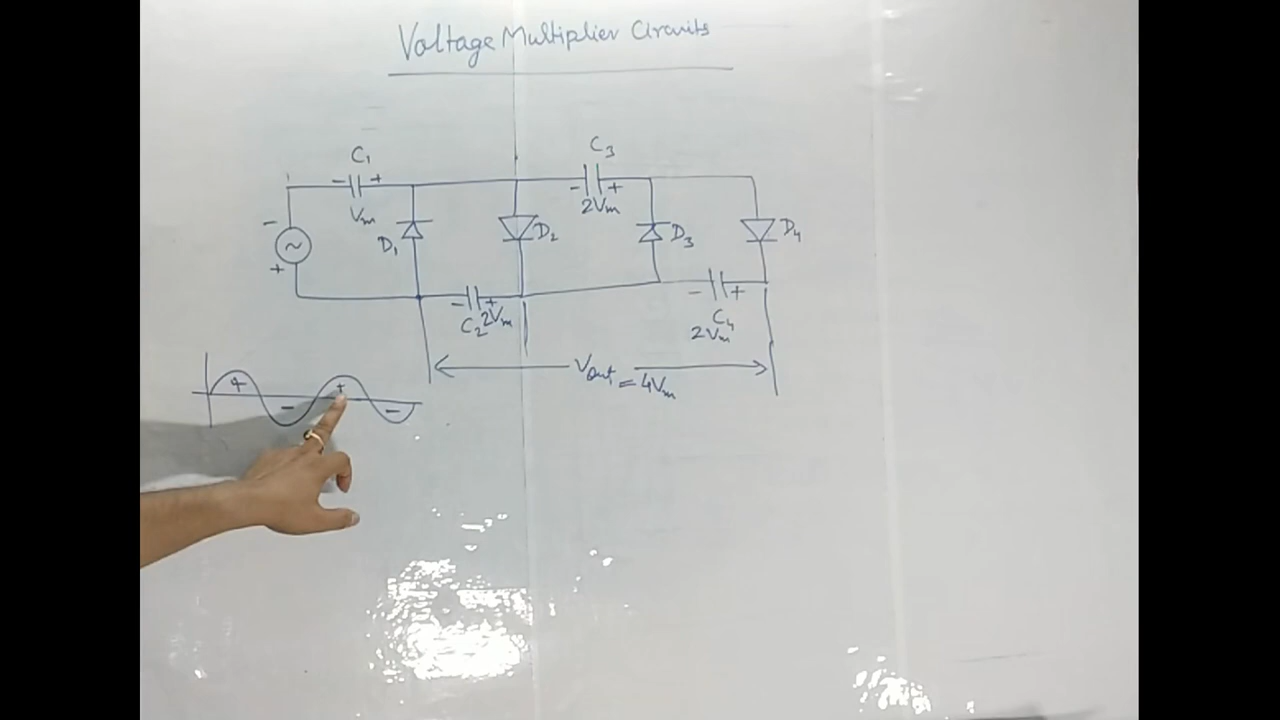 Voltage Multiplier Circuits
C₁
C₃
- +
- +
Vₘ
2Vₘ
-
~
+
D₁
D₂
D₃
D₄
- +
C₂ 2Vₘ
- +
C₄
2Vₘ
Vout = 4Vₘ
+ - + -